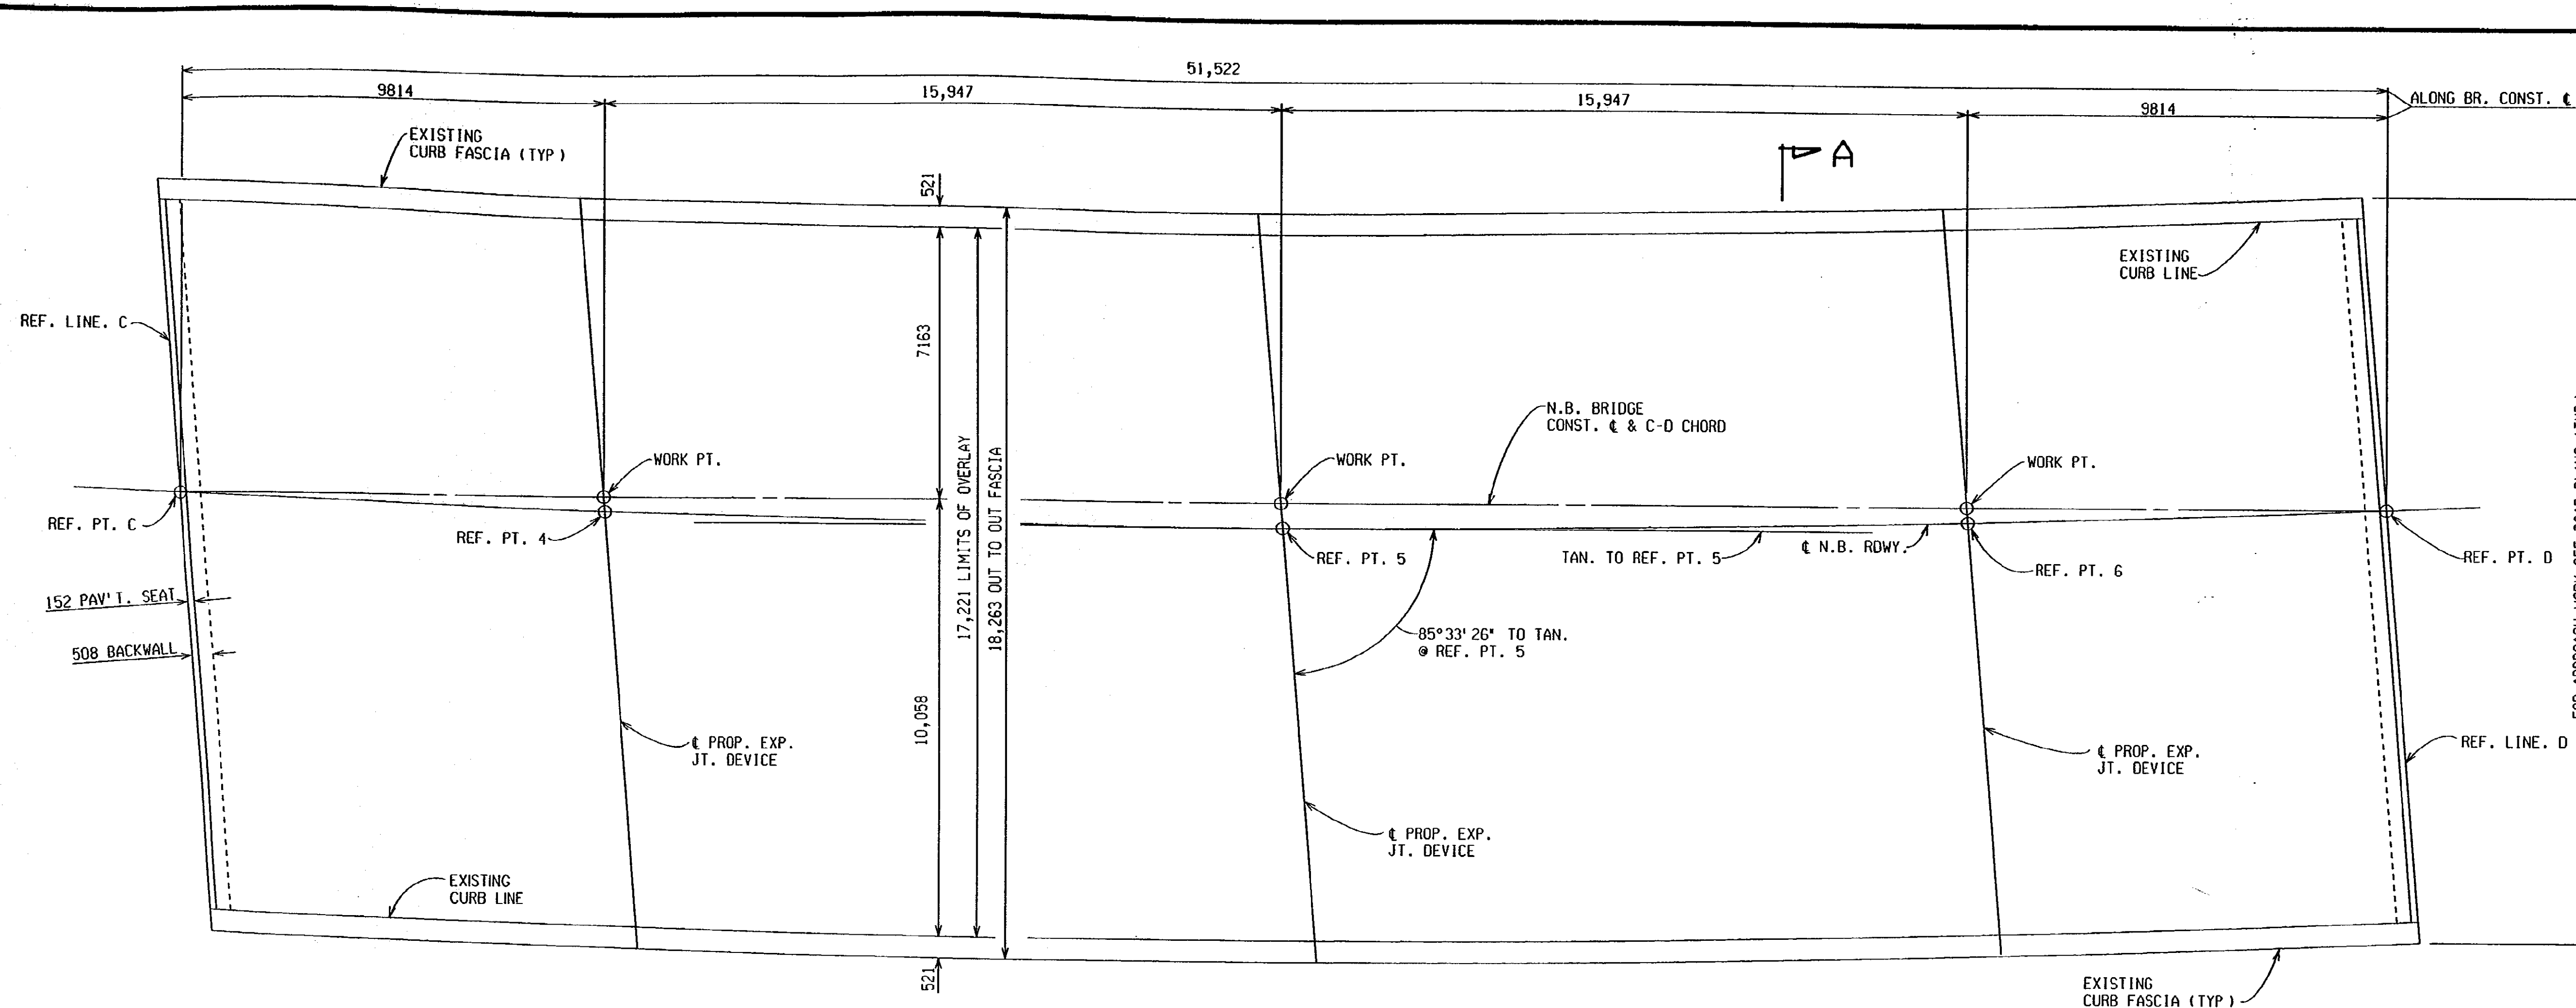 51,522
9814
15,947
15,947
9814
ALONG BR. CONST. ℄
EXISTING
CURB FASCIA (TYP)
521
A
EXISTING
CURB LINE
REF. LINE. C
7163
N.B. BRIDGE
CONST. ℄ & C-D CHORD
WORK PT.
WORK PT.
WORK PT.
17,221 LIMITS OF OVERLAY
18,263 OUT TO OUT FASCIA
REF. PT. C
REF. PT. 4
REF. PT. 5
TAN. TO REF. PT. 5
℄ N.B. RDWY.
REF. PT. 6
REF. PT. D
152 PAV'T. SEAT
508 BACKWALL
85°33'26" TO TAN.
@ REF. PT. 5
10,058
℄ PROP. EXP.
JT. DEVICE
℄ PROP. EXP.
JT. DEVICE
REF. LINE. D
℄ PROP. EXP.
JT. DEVICE
EXISTING
CURB LINE
521
EXISTING
CURB FASCIA (TYP)